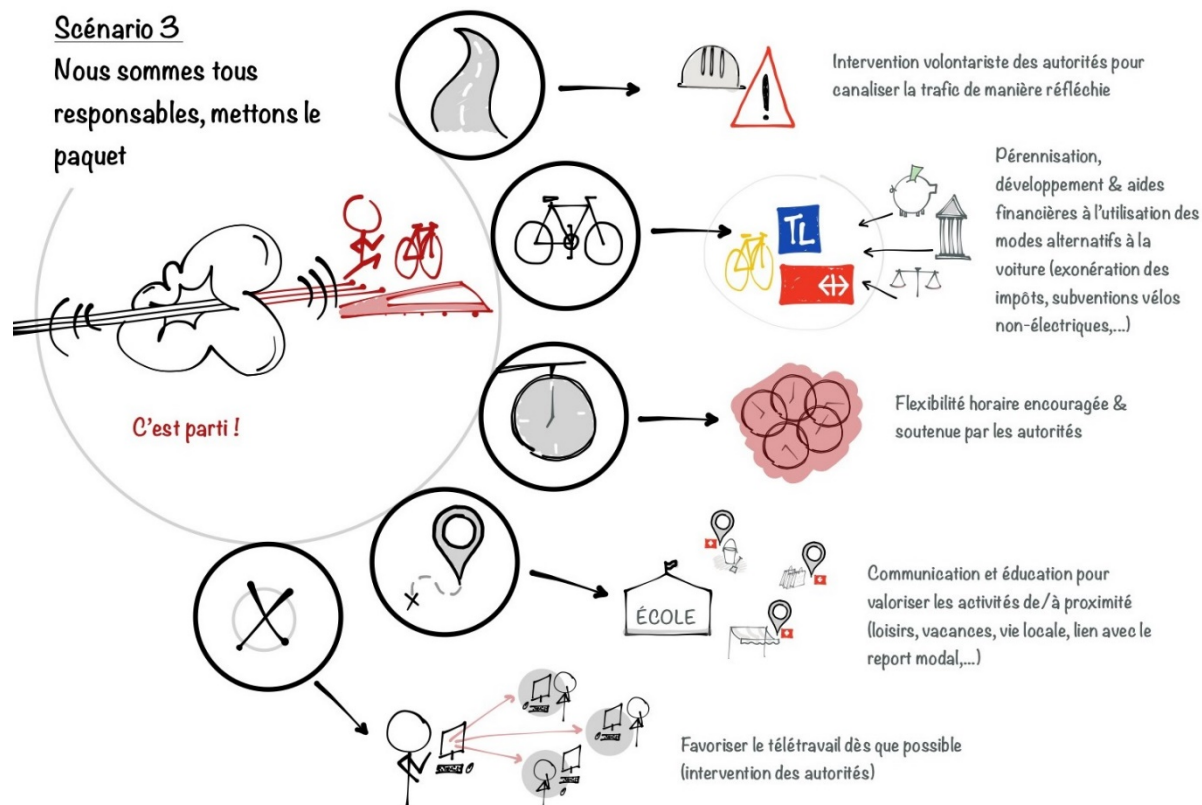 Scénario 3
Nous sommes tous
responsables, mettons le
paquet
C'est parti !
Intervention volontariste des autorités pour
canaliser la trafic de manière réfléchie
TL
Pérennisation,
développement & aides
financières à l'utilisation des
modes alternatifs à la
voiture (exonération des
impôts, subventions vélos
non-électriques,...)
Flexibilité horaire encouragée &
soutenue par les autorités
ÉCOLE
Communication et éducation pour
valoriser les activités de/à proximité
(loisirs, vacances, vie locale, lien avec le
report modal,...)
Favoriser le télétravail dès que possible
(intervention des autorités)